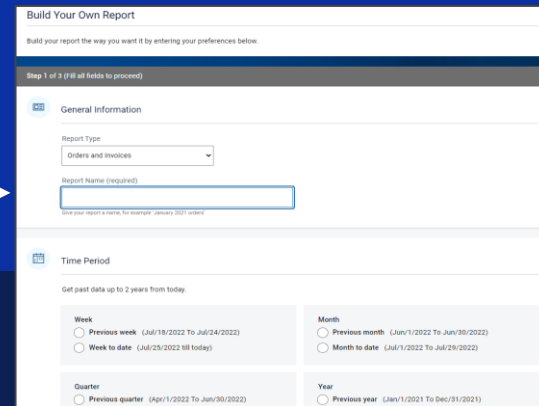 Build Your Own Report
Build your report the way you want it by entering your preferences below.
Step 1 of 3 (Fill all fields to proceed)
General Information
Report Type
Orders and Invoices
Report Name (required)
Give your report a name, for example 'January 2021 orders'
Time Period
Get past data up to 2 years from today.
Week
Previous week (Jul/18/2022 To Jul/24/2022)
Week to date (Jul/25/2022 till today)
Month
Previous month (Jun/1/2022 To Jun/30/2022)
Month to date (Jul/1/2022 To Jul/29/2022)
Quarter
Previous quarter (Apr/1/2022 To Jun/30/2022)
Year
Previous year (Jan/1/2021 To Dec/31/2021)